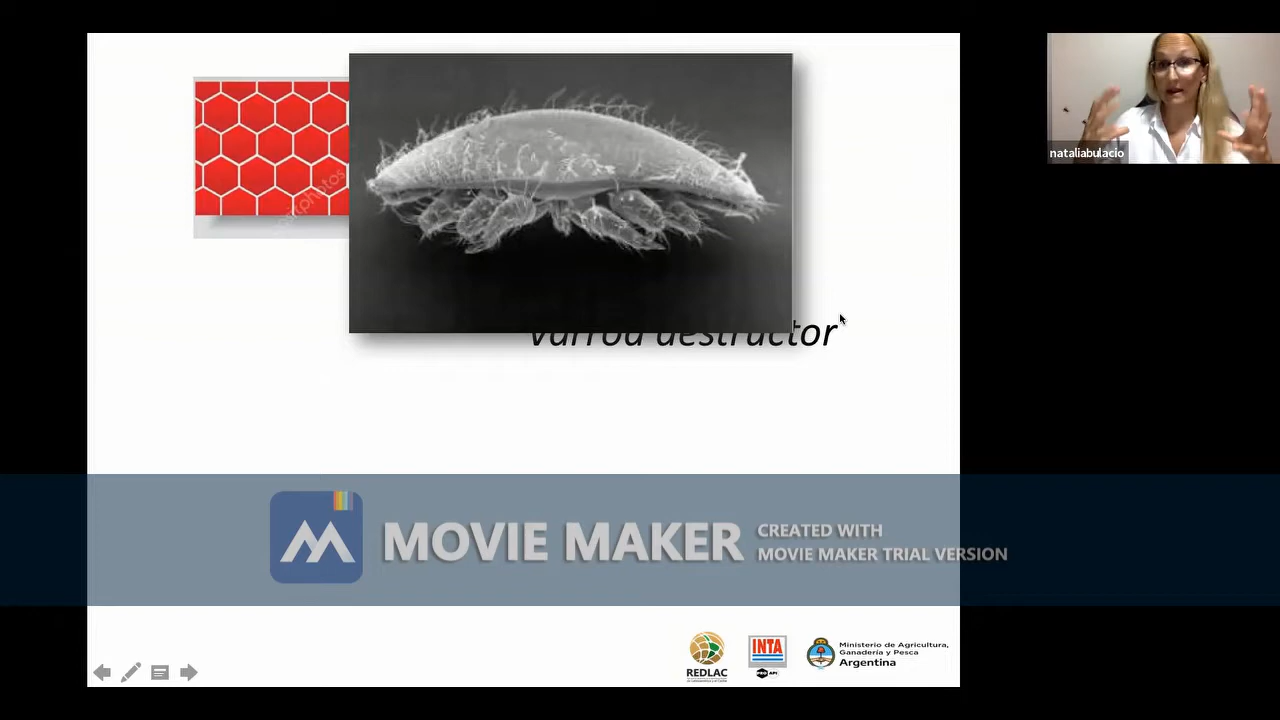 nataliabulacio
varroa destructor
MOVIE MAKER
CREATED WITH
MOVIE MAKER TRIAL VERSION
REDLAC
INTA
Ministerio de Agricultura,
Ganadería y Pesca
Argentina